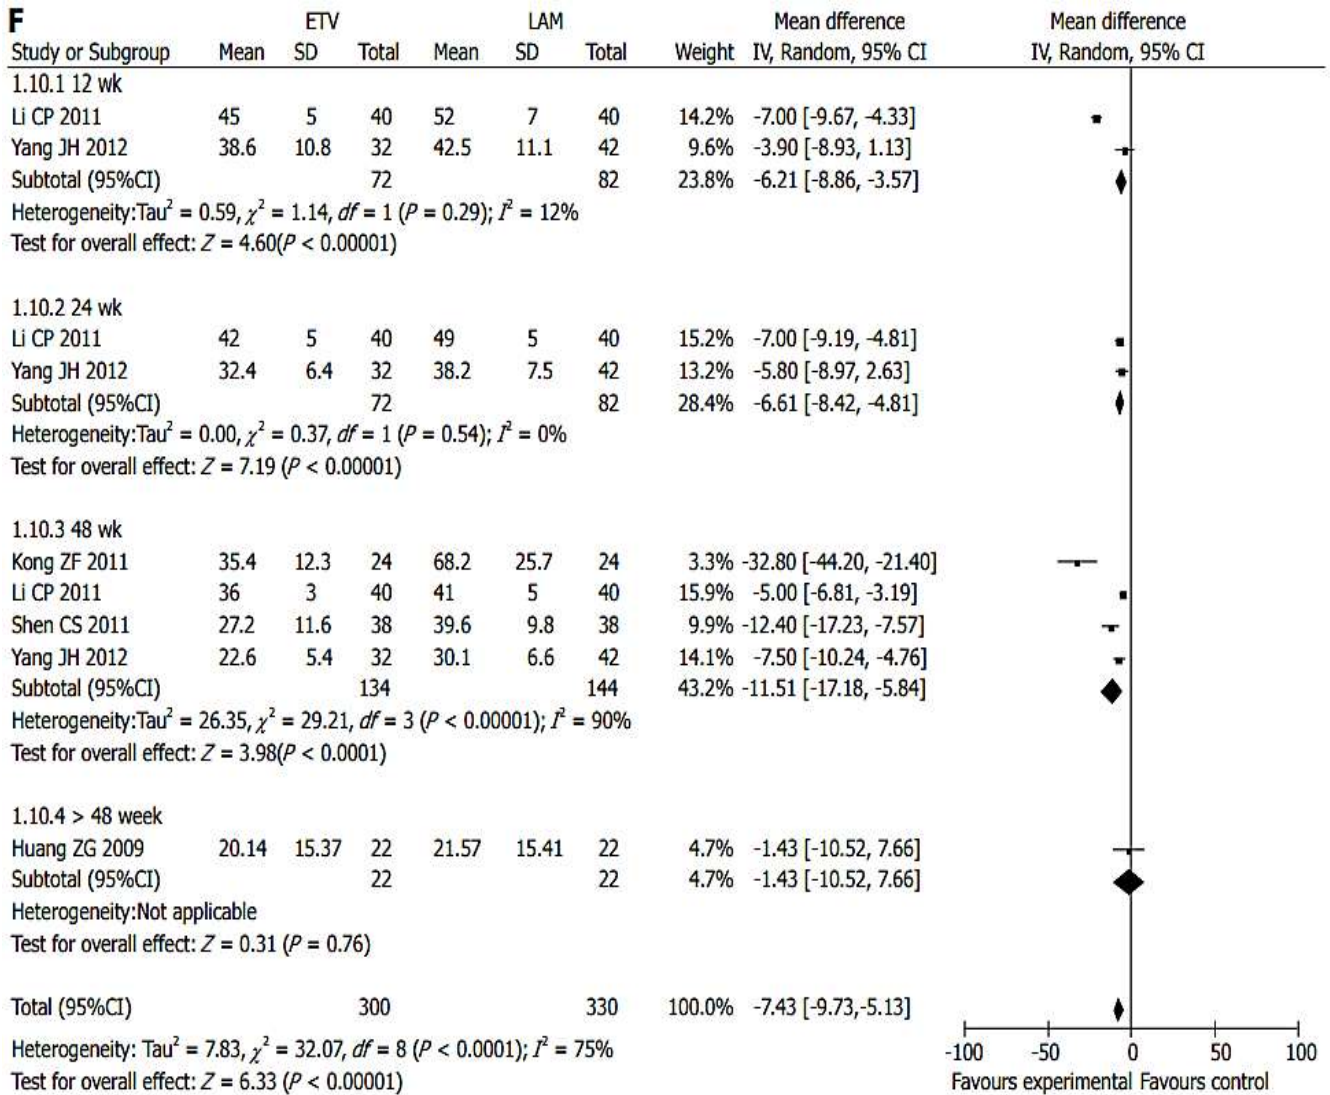 F
ETV LAM Mean dfference Mean difference
Study or Subgroup Mean SD Total Mean SD Total Weight IV, Random, 95% CI IV, Random, 95% CI
1.10.1 12 wk
Li CP 2011 45 5 40 52 7 40 14.2% -7.00 [-9.67, -4.33]
Yang JH 2012 38.6 10.8 32 42.5 11.1 42 9.6% -3.90 [-8.93, 1.13]
Subtotal (95%CI) 72 82 23.8% -6.21 [-8.86, -3.57]
Heterogeneity:Tau² = 0.59, χ² = 1.14, df = 1 (P = 0.29); I² = 12%
Test for overall effect: Z = 4.60(P < 0.00001)
1.10.2 24 wk
Li CP 2011 42 5 40 49 5 40 15.2% -7.00 [-9.19, -4.81]
Yang JH 2012 32.4 6.4 32 38.2 7.5 42 13.2% -5.80 [-8.97, 2.63]
Subtotal (95%CI) 72 82 28.4% -6.61 [-8.42, -4.81]
Heterogeneity:Tau² = 0.00, χ² = 0.37, df = 1 (P = 0.54); I² = 0%
Test for overall effect: Z = 7.19 (P < 0.00001)
1.10.3 48 wk
Kong ZF 2011 35.4 12.3 24 68.2 25.7 24 3.3% -32.80 [-44.20, -21.40]
Li CP 2011 36 3 40 41 5 40 15.9% -5.00 [-6.81, -3.19]
Shen CS 2011 27.2 11.6 38 39.6 9.8 38 9.9% -12.40 [-17.23, -7.57]
Yang JH 2012 22.6 5.4 32 30.1 6.6 42 14.1% -7.50 [-10.24, -4.76]
Subtotal (95%CI) 134 144 43.2% -11.51 [-17.18, -5.84]
Heterogeneity:Tau² = 26.35, χ² = 29.21, df = 3 (P < 0.00001); I² = 90%
Test for overall effect: Z = 3.98(P < 0.0001)
1.10.4 > 48 week
Huang ZG 2009 20.14 15.37 22 21.57 15.41 22 4.7% -1.43 [-10.52, 7.66]
Subtotal (95%CI) 22 22 4.7% -1.43 [-10.52, 7.66]
Heterogeneity:Not applicable
Test for overall effect: Z = 0.31 (P = 0.76)
Total (95%CI) 300 330 100.0% -7.43 [-9.73,-5.13]
Heterogeneity: Tau² = 7.83, χ² = 32.07, df = 8 (P < 0.0001); I² = 75%
Test for overall effect: Z = 6.33 (P < 0.00001)
-100 -50 0 50 100
Favours experimental Favours control